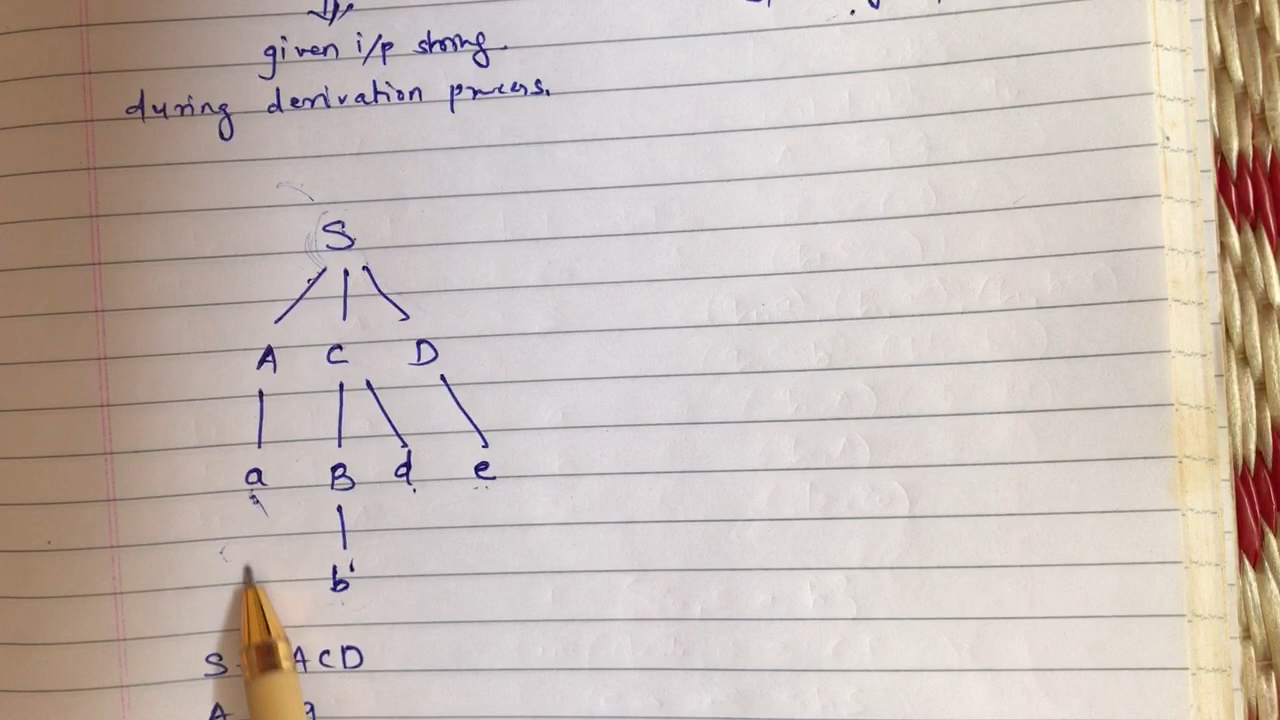 given i/p string
during derivation process.
S
A C D
a B d e
b
S ACD
A a